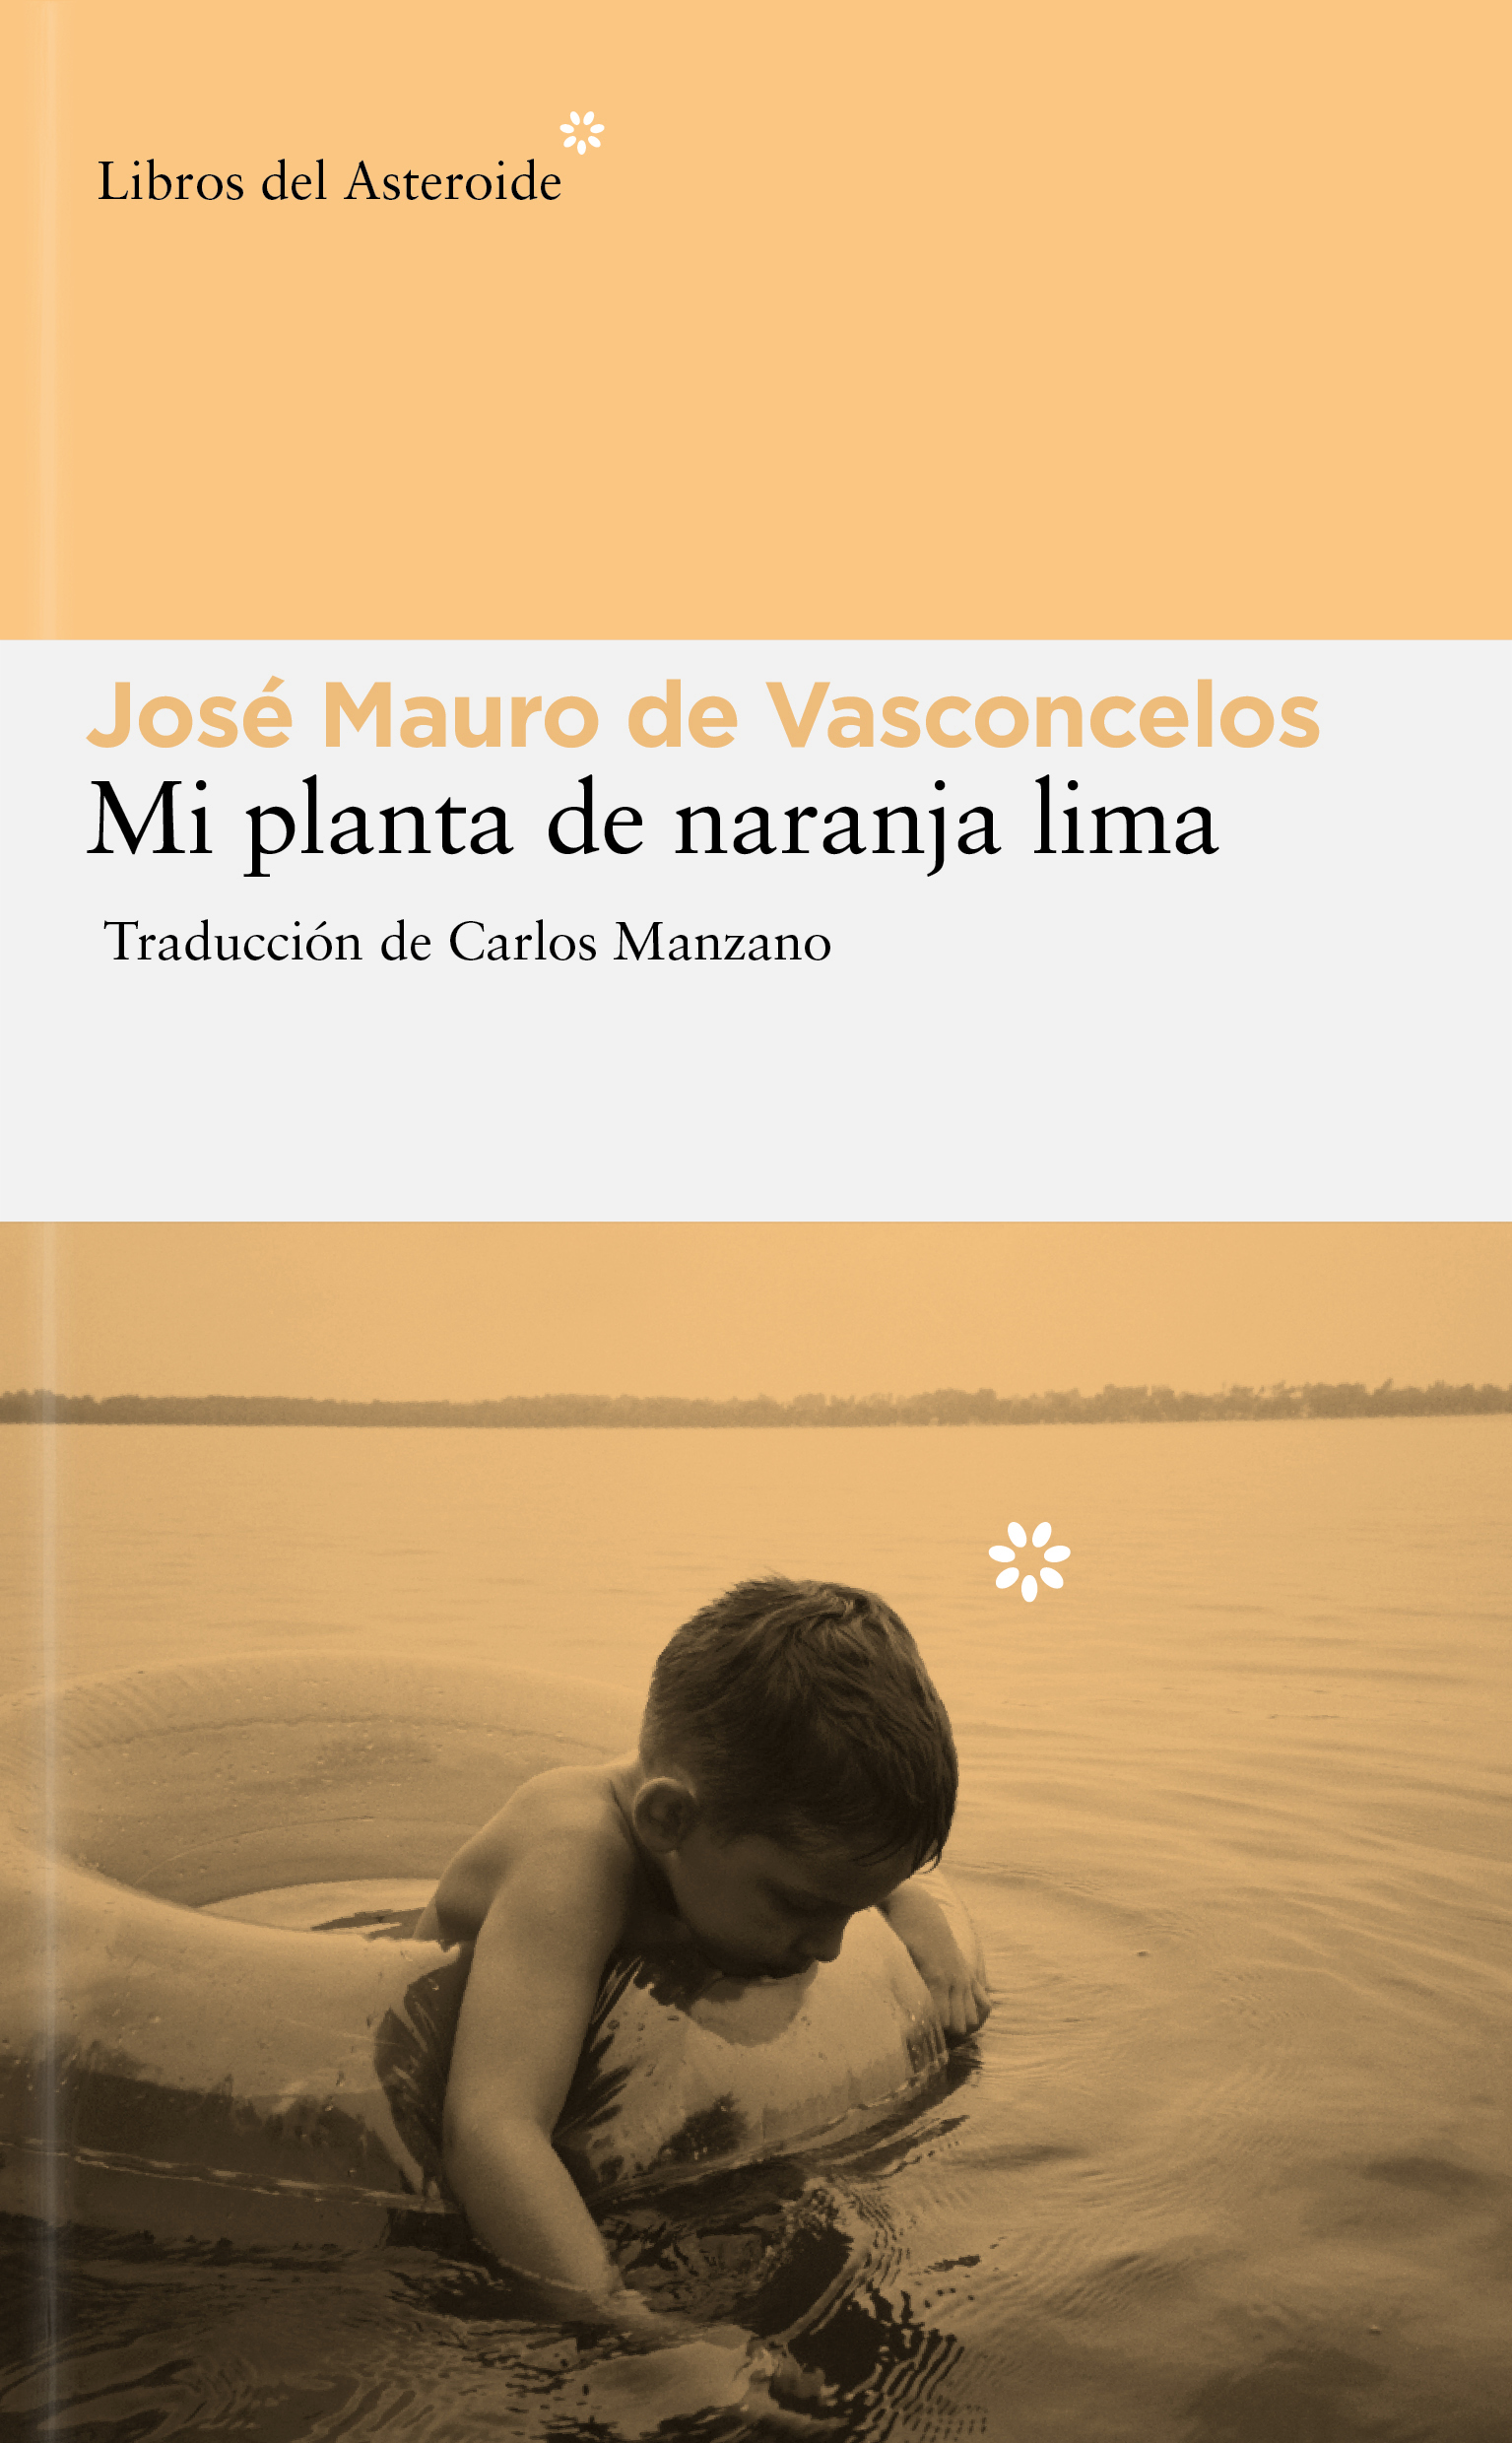 Libros del Asteroide
José Mauro de Vasconcelos
Mi planta de naranja lima
Traducción de Carlos Manzano